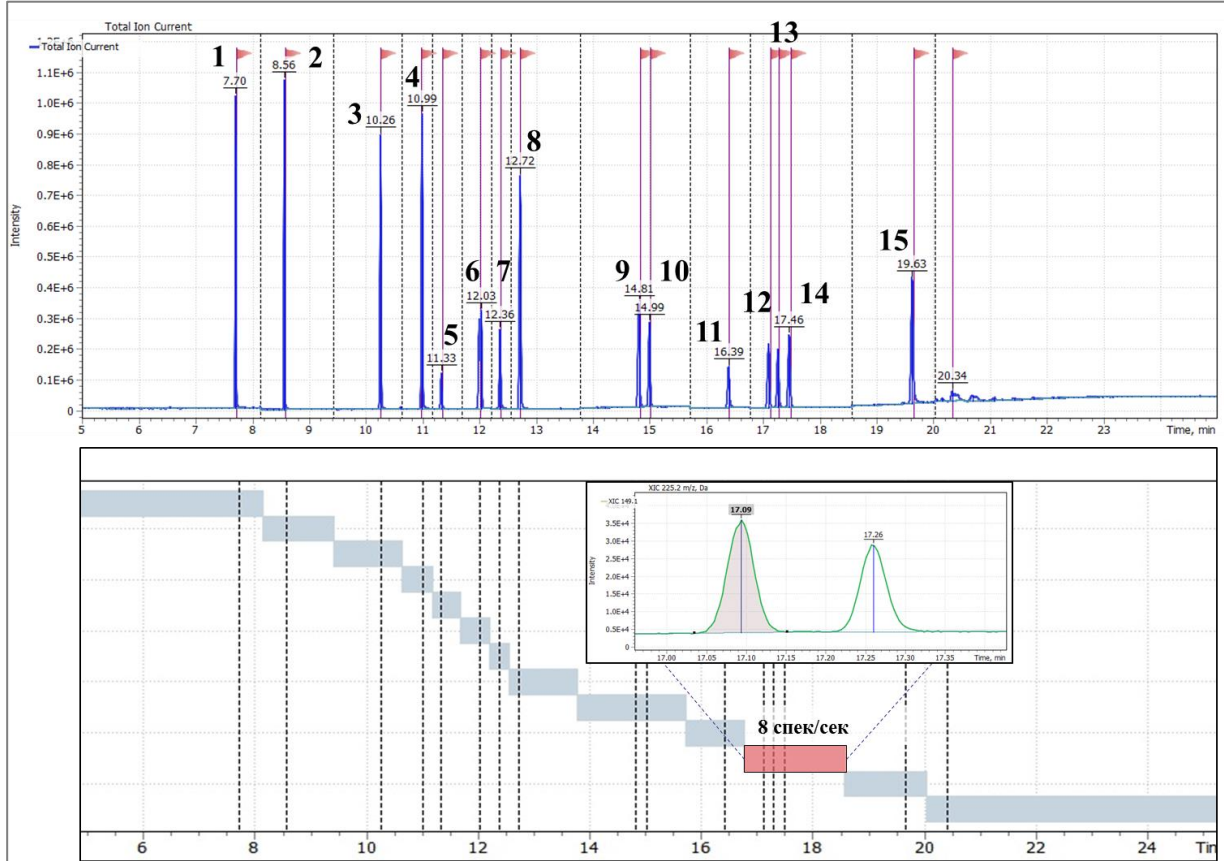 Total Ion Current
Total Ion Current
1.1E+6
1.0E+6
0.9E+6
0.8E+6
0.7E+6
0.6E+6
0.5E+6
0.4E+6
0.3E+6
0.2E+6
0.1E+6
0
Intensity
1
7.70
8.56
2
3
10.26
4
10.99
5
11.33
6
12.03
7
12.36
8
12.72
9
14.81
10
14.99
11
16.39
12
13
14
17.46
15
19.63
20.34
5 6 7 8 9 10 11 12 13 14 15 16 17 18 19 20 21 22 23
Time, min
XIC 225.2 m/z, Da
XIC 149.1
3.5E+4
3.0E+4
2.5E+4
2.0E+4
1.5E+4
1.0E+4
0.5E+4
0
Intensity
17.09
17.26
17.00 17.05 17.10 17.15 17.20 17.25 17.30 17.35
Time, min
8 спек/сек
6 8 10 12 14 16 18 20 22 24 Tin